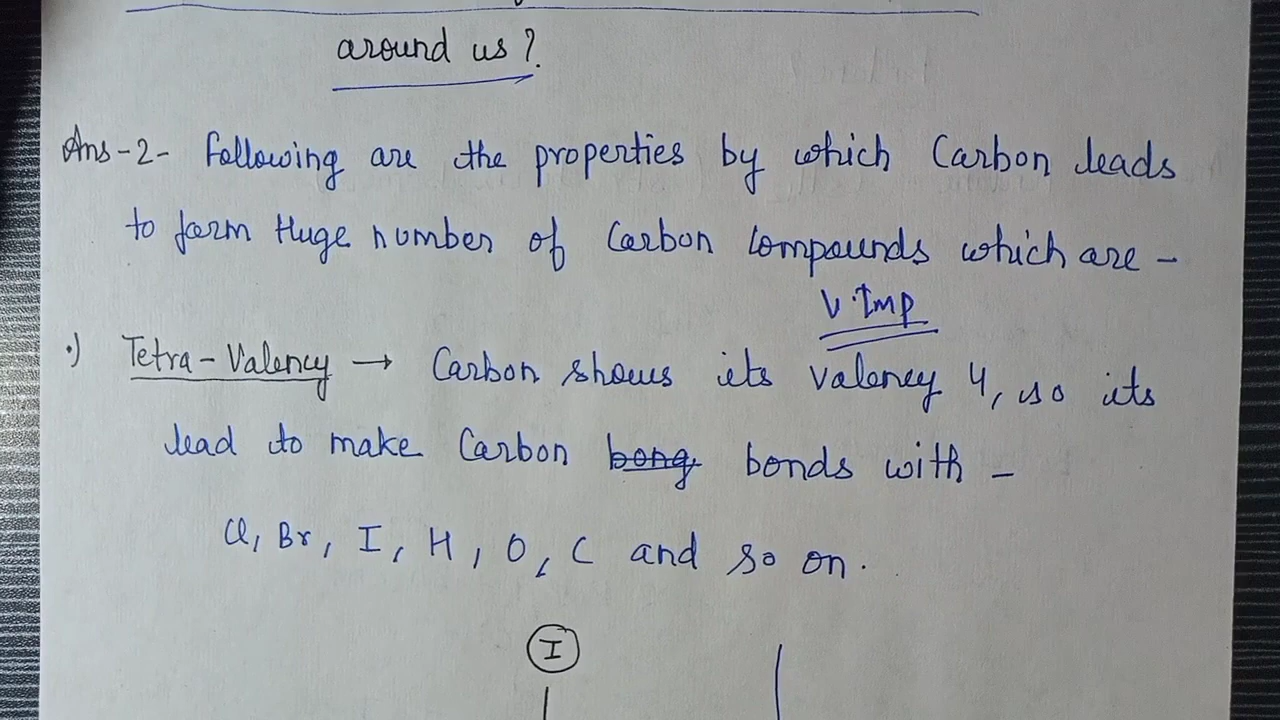 around us?
Ans-2- Following are the properties by which Carbon leads
to form Huge number of Carbon Compounds which are -
V.Imp
•) Tetra-Valency → Carbon shows its Valency 4, so its
lead to make Carbon bong bonds with -
Cl, Br, I, H, O, C and so on.
I